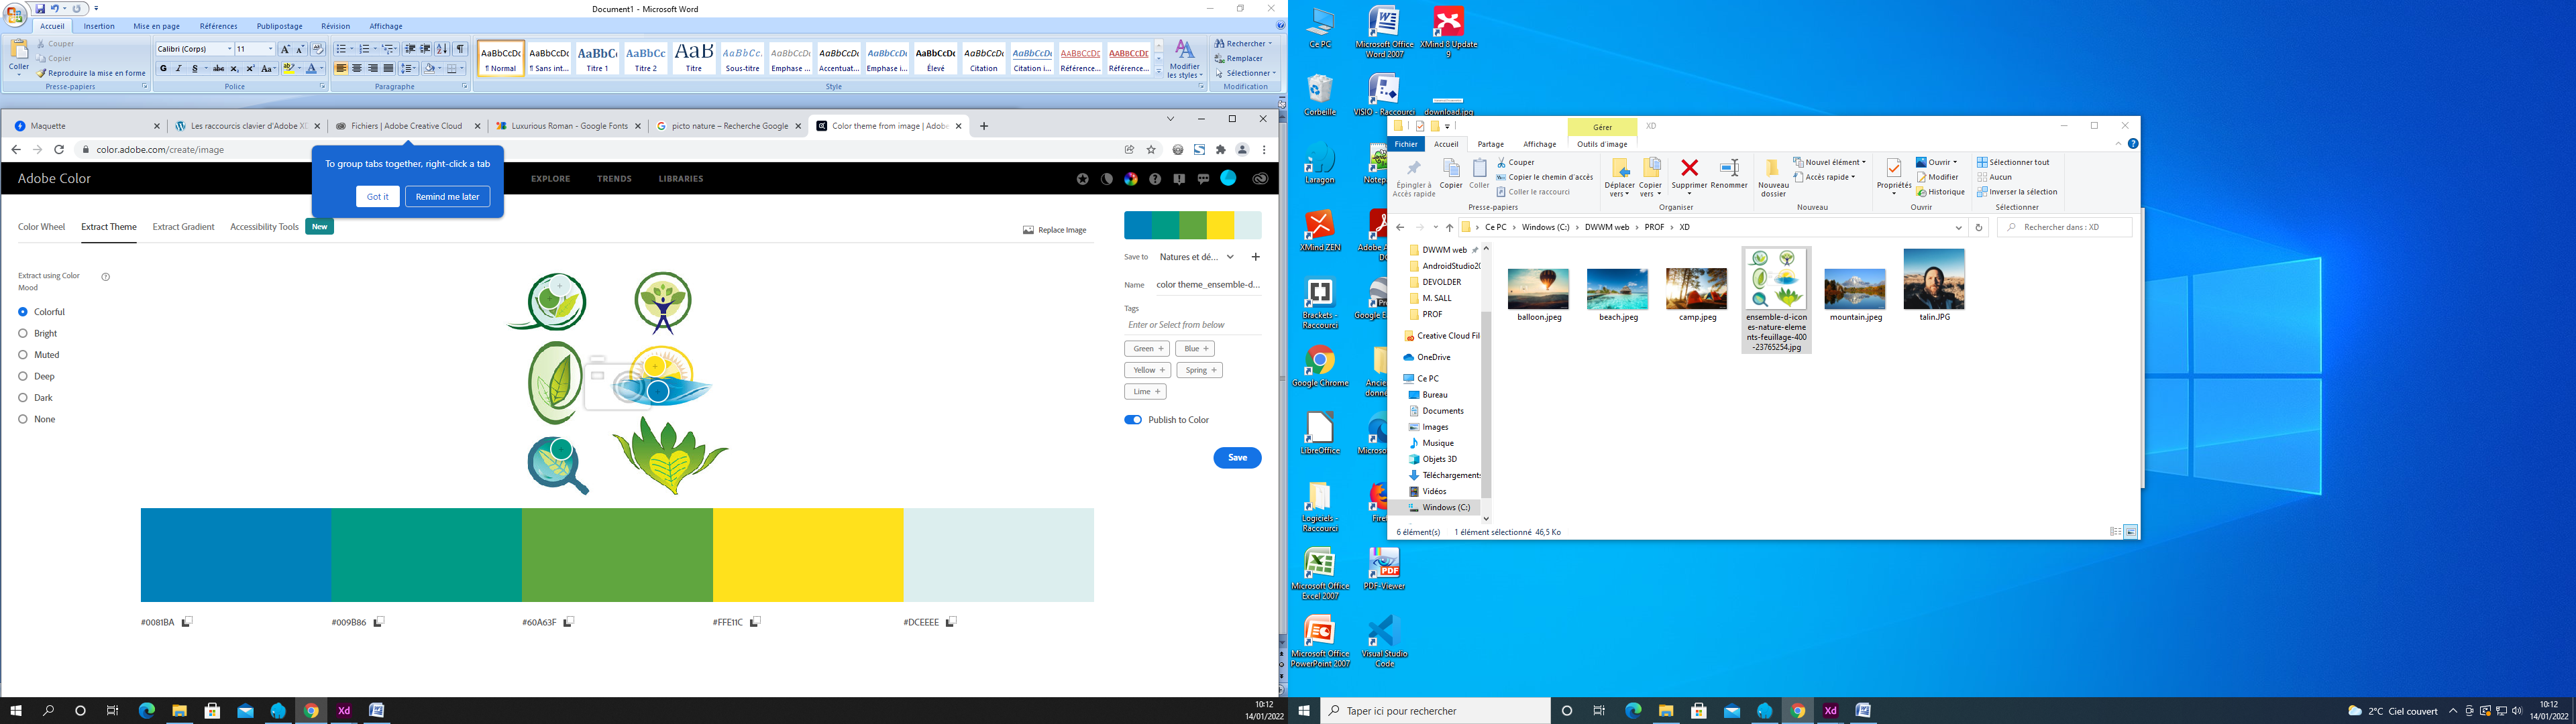 Document1 - Microsoft Word
Accueil Insertion Mise en page Références Publipostage Révision Affichage
Coller
Couper
Copier
Reproduire la mise en forme
Presse-papiers
Calibri (Corps) 11
Police
Paragraphe
AaBbCcDc AaBbCcDc AaBbC AaBbCc AaB AaBbCc. AaBbCcDc AaBbCcDc AaBbCcDc AaBbCcDc AaBbCcDc AaBbCcDc AABBCCDC AABBCCDC
¶ Normal ¶ Sans int... Titre 1 Titre 2 Titre Sous-titre Emphase ... Accentuat... Emphase i... Élevé Citation Citation i... Référence... Référence...
Style
Modifier les styles
Rechercher
Remplacer
Sélectionner
Modification
Maquette
Les raccourcis clavier d'Adobe XD
Fichiers | Adobe Creative Cloud
Luxurious Roman - Google Fonts
picto nature – Recherche Google
Color theme from image | Adobe
color.adobe.com/create/image
To group tabs together, right-click a tab
Got it Remind me later
Adobe Color
EXPLORE TRENDS LIBRARIES
Color Wheel Extract Theme Extract Gradient Accessibility Tools New
Replace Image
Extract using Color
Mood
Colorful
Bright
Muted
Deep
Dark
None
Save to Natures et dé...
Name color theme_ensemble-d...
Tags
Enter or Select from below
Green + Blue +
Yellow + Spring +
Lime +
Publish to Color
Save
#0081BA #009B86 #60A63F #FFE11C #DCEEEE
10:12
14/01/2022
Ce PC
Microsoft Office
Word 2007
XMind 8 Update
9
Corbeille
VISIO - Raccourci
download.jpg
Laragon
XMind ZEN
Brackets -
Raccourci
Google Chrome
LibreOffice
Logiciels -
Raccourci
Microsoft Office
Excel 2007
PDF-Viewer
Microsoft Office
PowerPoint 2007
Visual Studio
Code
Gérer XD
Fichier Accueil Partage Affichage Outils d'image
Épingler à
Accès rapide
Copier
Coller
Couper
Copier le chemin d'accès
Coller le raccourci
Presse-papiers
Déplacer
vers
Copier
vers
Supprimer
Renommer
Organiser
Nouveau
dossier
Nouvel élément
Accès rapide
Nouveau
Propriétés
Ouvrir
Modifier
Historique
Ouvrir
Sélectionner tout
Aucun
Inverser la sélection
Sélectionner
Ce PC > Windows (C:) > DWWM web > PROF > XD
Rechercher dans : XD
DWWM web
AndroidStudio20
DEVOLDER
M. SALL
PROF
Creative Cloud Fil
OneDrive
Ce PC
Bureau
Documents
Images
Musique
Objets 3D
Téléchargements
Vidéos
Windows (C:)
balloon.jpeg
beach.jpeg
camp.jpeg
ensemble-d-icon
es-nature-eleme
nts-feuillage-400
-23765254.jpg
mountain.jpeg
talin.JPG
6 élément(s) 1 élément sélectionné 46,5 Ko
Taper ici pour rechercher
2°C Ciel couvert
10:12
14/01/2022